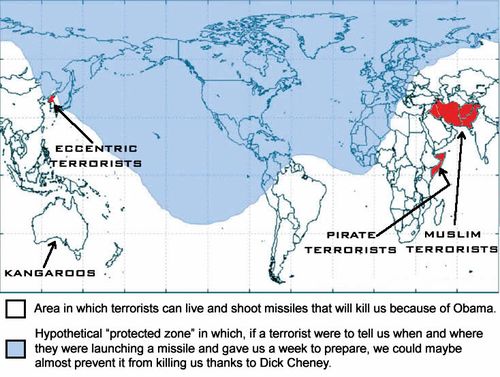 ECCENTRIC
TERRORISTS
PIRATE
TERRORISTS
MUSLIM
TERRORISTS
KANGAROOS
Area in which terrorists can live and shoot missiles that will kill us because of Obama.
Hypothetical "protected zone" in which, if a terrorist were to tell us when and where
they were launching a missile and gave us a week to prepare, we could maybe
almost prevent it from killing us thanks to Dick Cheney.